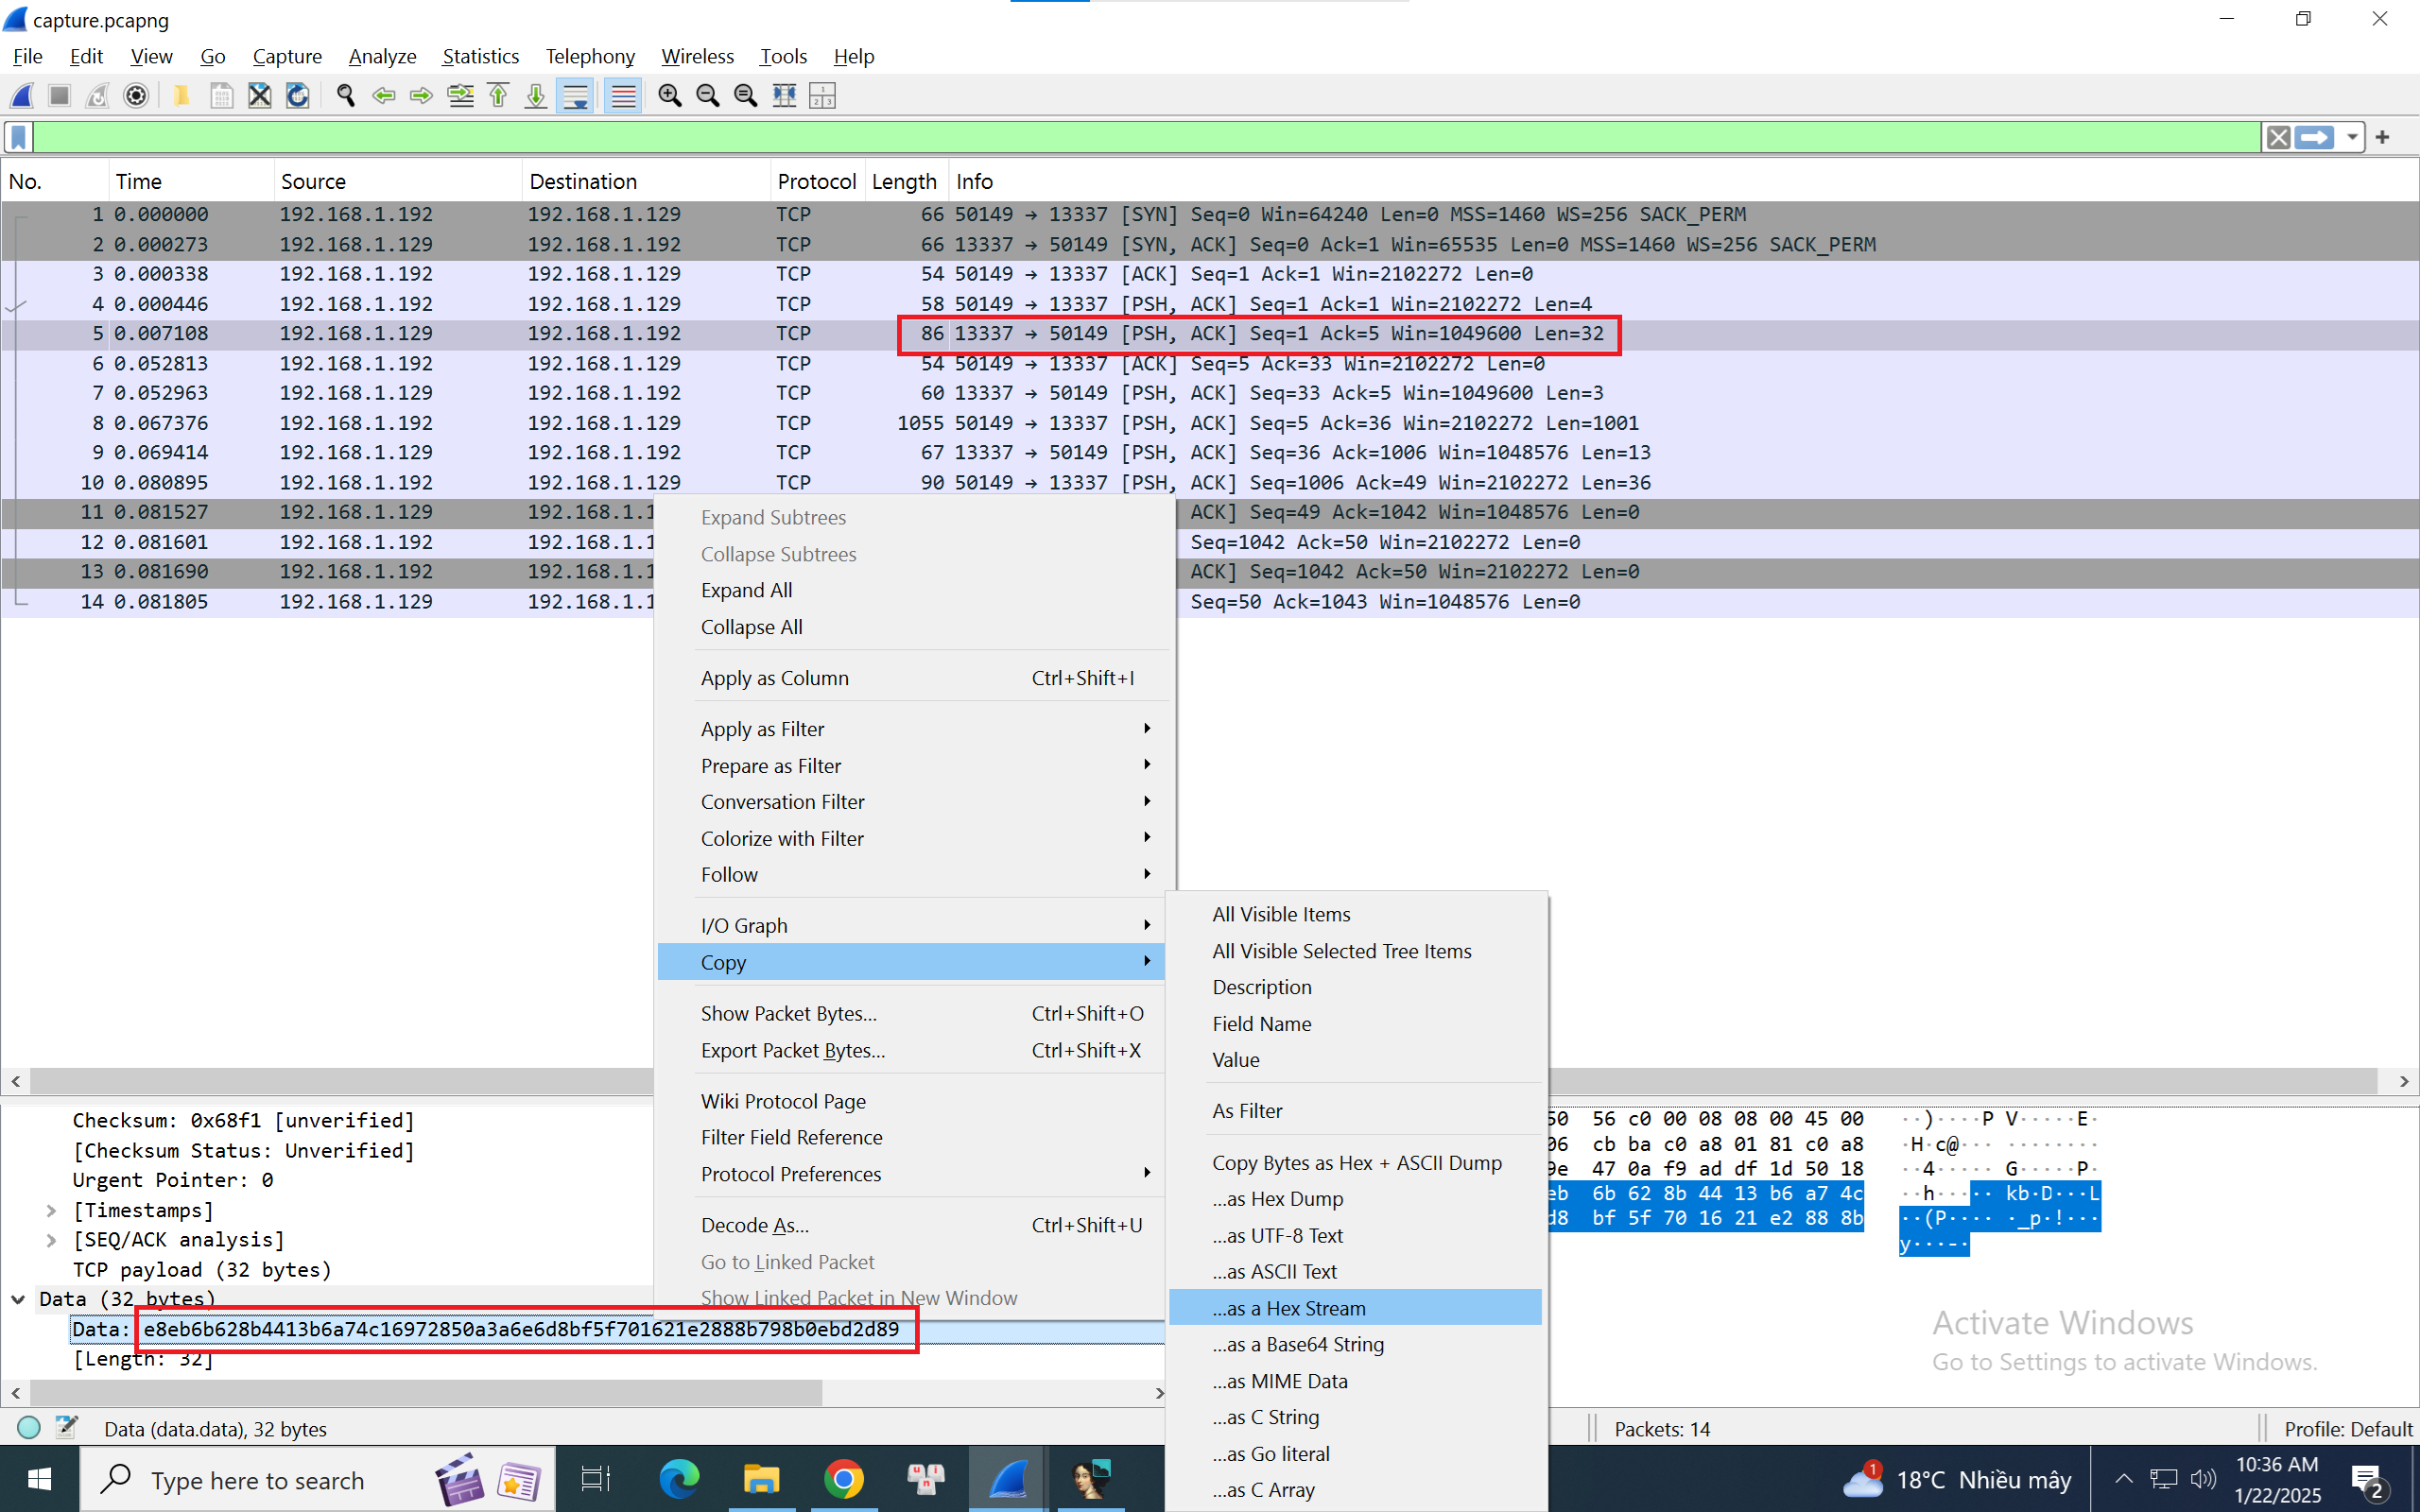 capture.pcapng
File Edit View Go Capture Analyze Statistics Telephony Wireless Tools Help
No. Time Source Destination Protocol Length Info
1 0.000000 192.168.1.192 192.168.1.129 TCP 66 50149 → 13337 [SYN] Seq=0 Win=64240 Len=0 MSS=1460 WS=256 SACK_PERM
2 0.000273 192.168.1.129 192.168.1.192 TCP 66 13337 → 50149 [SYN, ACK] Seq=0 Ack=1 Win=65535 Len=0 MSS=1460 WS=256 SACK_PERM
3 0.000338 192.168.1.192 192.168.1.129 TCP 54 50149 → 13337 [ACK] Seq=1 Ack=1 Win=2102272 Len=0
4 0.000446 192.168.1.192 192.168.1.129 TCP 58 50149 → 13337 [PSH, ACK] Seq=1 Ack=1 Win=2102272 Len=4
5 0.007108 192.168.1.129 192.168.1.192 TCP 86 13337 → 50149 [PSH, ACK] Seq=1 Ack=5 Win=1049600 Len=32
6 0.052813 192.168.1.192 192.168.1.129 TCP 54 50149 → 13337 [ACK] Seq=5 Ack=33 Win=2102272 Len=0
7 0.052963 192.168.1.129 192.168.1.192 TCP 60 13337 → 50149 [PSH, ACK] Seq=33 Ack=5 Win=1049600 Len=3
8 0.067376 192.168.1.192 192.168.1.129 TCP 1055 50149 → 13337 [PSH, ACK] Seq=5 Ack=36 Win=2102272 Len=1001
9 0.069414 192.168.1.129 192.168.1.192 TCP 67 13337 → 50149 [PSH, ACK] Seq=36 Ack=1006 Win=1048576 Len=13
10 0.080895 192.168.1.192 192.168.1.129 TCP 90 50149 → 13337 [PSH, ACK] Seq=1006 Ack=49 Win=2102272 Len=36
11 0.081527 192.168.1.129 192.168.1.1 ACK] Seq=49 Ack=1042 Win=1048576 Len=0
12 0.081601 192.168.1.192 192.168.1.1 Seq=1042 Ack=50 Win=2102272 Len=0
13 0.081690 192.168.1.192 192.168.1.1 ACK] Seq=1042 Ack=50 Win=2102272 Len=0
14 0.081805 192.168.1.129 192.168.1.1 Seq=50 Ack=1043 Win=1048576 Len=0
Expand Subtrees
Collapse Subtrees
Expand All
Collapse All
Apply as Column Ctrl+Shift+I
Apply as Filter
Prepare as Filter
Conversation Filter
Colorize with Filter
Follow
I/O Graph
Copy
Show Packet Bytes... Ctrl+Shift+O
Export Packet Bytes... Ctrl+Shift+X
Wiki Protocol Page
Filter Field Reference
Protocol Preferences
Decode As... Ctrl+Shift+U
Go to Linked Packet
Show Linked Packet in New Window
All Visible Items
All Visible Selected Tree Items
Description
Field Name
Value
As Filter
Copy Bytes as Hex + ASCII Dump
...as Hex Dump
...as UTF-8 Text
...as ASCII Text
...as a Hex Stream
...as a Base64 String
...as MIME Data
...as C String
...as Go literal
...as C Array
Checksum: 0x68f1 [unverified]
[Checksum Status: Unverified]
Urgent Pointer: 0
[Timestamps]
[SEQ/ACK analysis]
TCP payload (32 bytes)
Data (32 bytes)
Data: e8eb6b628b4413b6a74c16972850a3a6e6d8bf5f701621e2888b798b0ebd2d89
[Length: 32]
50 56 c0 00 08 08 00 45 00 ··)····P V·····E·
06 cb ba c0 a8 01 81 c0 a8 ·H·c@··· ········
9e 47 0a f9 ad df 1d 50 18 ··4····· G·····P·
eb 6b 62 8b 44 13 b6 a7 4c ··h····· kb·D···L
d8 bf 5f 70 16 21 e2 88 8b ··(P···· ·_p·!···
y···-·
Activate Windows
Go to Settings to activate Windows.
Data (data.data), 32 bytes
Packets: 14
Profile: Default
Type here to search
1
18°C Nhiều mây
10:36 AM
1/22/2025
2